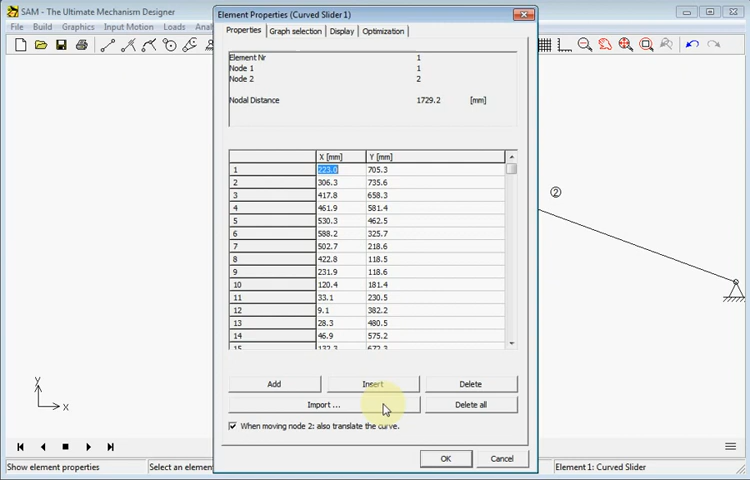 SAM - The Ultimate Mechanism Designer
File Build Graphics Input Motion Loads
Element Properties (Curved Slider 1)
Properties Graph selection Display Optimization
Element Nr 1
Node 1 1
Node 2 2
Nodal Distance 1729.2 [mm]
X [mm] Y [mm]
1 223.0 705.3
2 306.3 735.6
3 417.8 658.3
4 461.9 581.4
5 530.3 462.5
6 588.2 325.7
7 502.7 218.6
8 422.8 118.5
9 231.9 118.6
10 120.4 181.4
11 33.1 230.5
12 9.1 382.2
13 28.3 480.5
14 46.9 575.2
15 132.3 672.3
Add Insert Delete
Import ... Delete all
When moving node 2: also translate the curve.
OK Cancel
2
y
x
Show element properties
Select an element
Element 1: Curved Slider